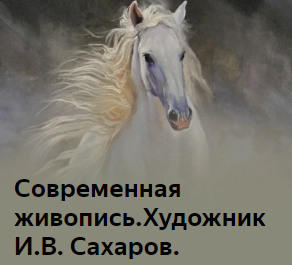 Современная
живопись.Художник
И.В. Сахаров.